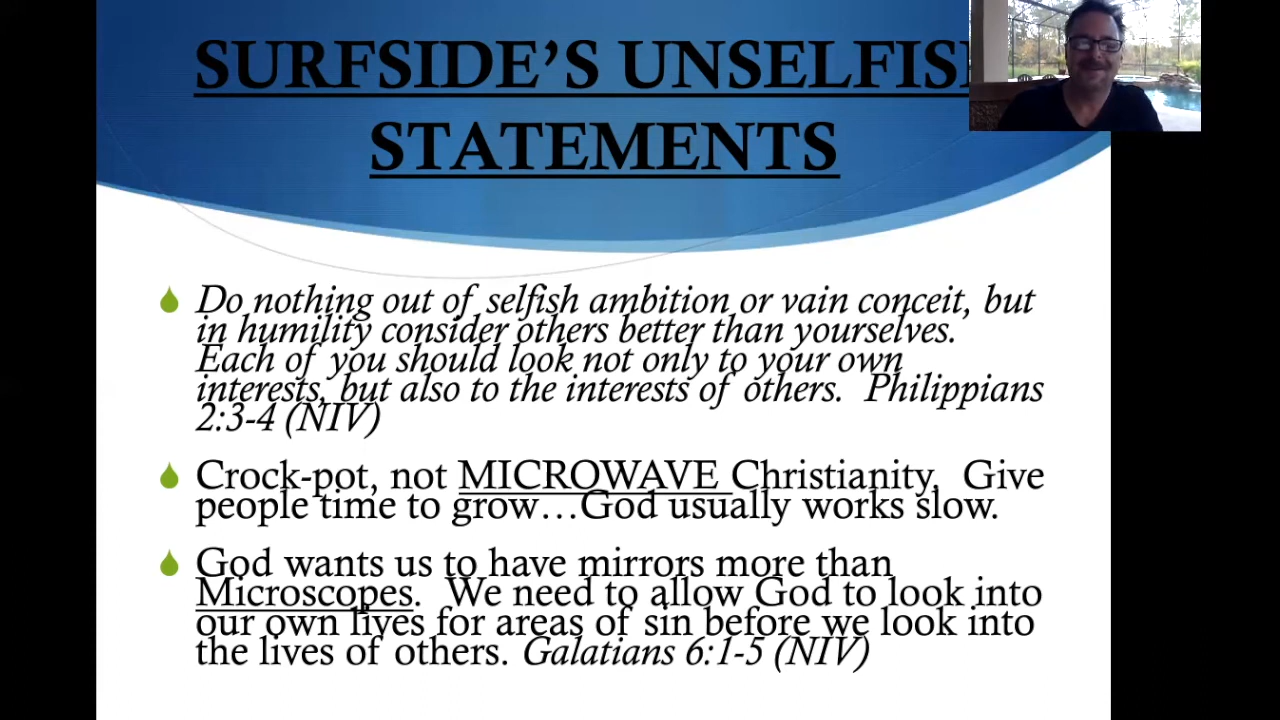 SURFSIDE’S UNSELFIS
STATEMENTS
Do nothing out of selfish ambition or vain conceit, but
in humility consider others better than yourselves.
Each of you should look not only to your own
interests, but also to the interests of others. Philippians
2:3-4 (NIV)
Crock-pot, not MICROWAVE Christianity. Give
people time to grow…God usually works slow.
God wants us to have mirrors more than
Microscopes. We need to allow God to look into
our own lives for areas of sin before we look into
the lives of others. Galatians 6:1-5 (NIV)